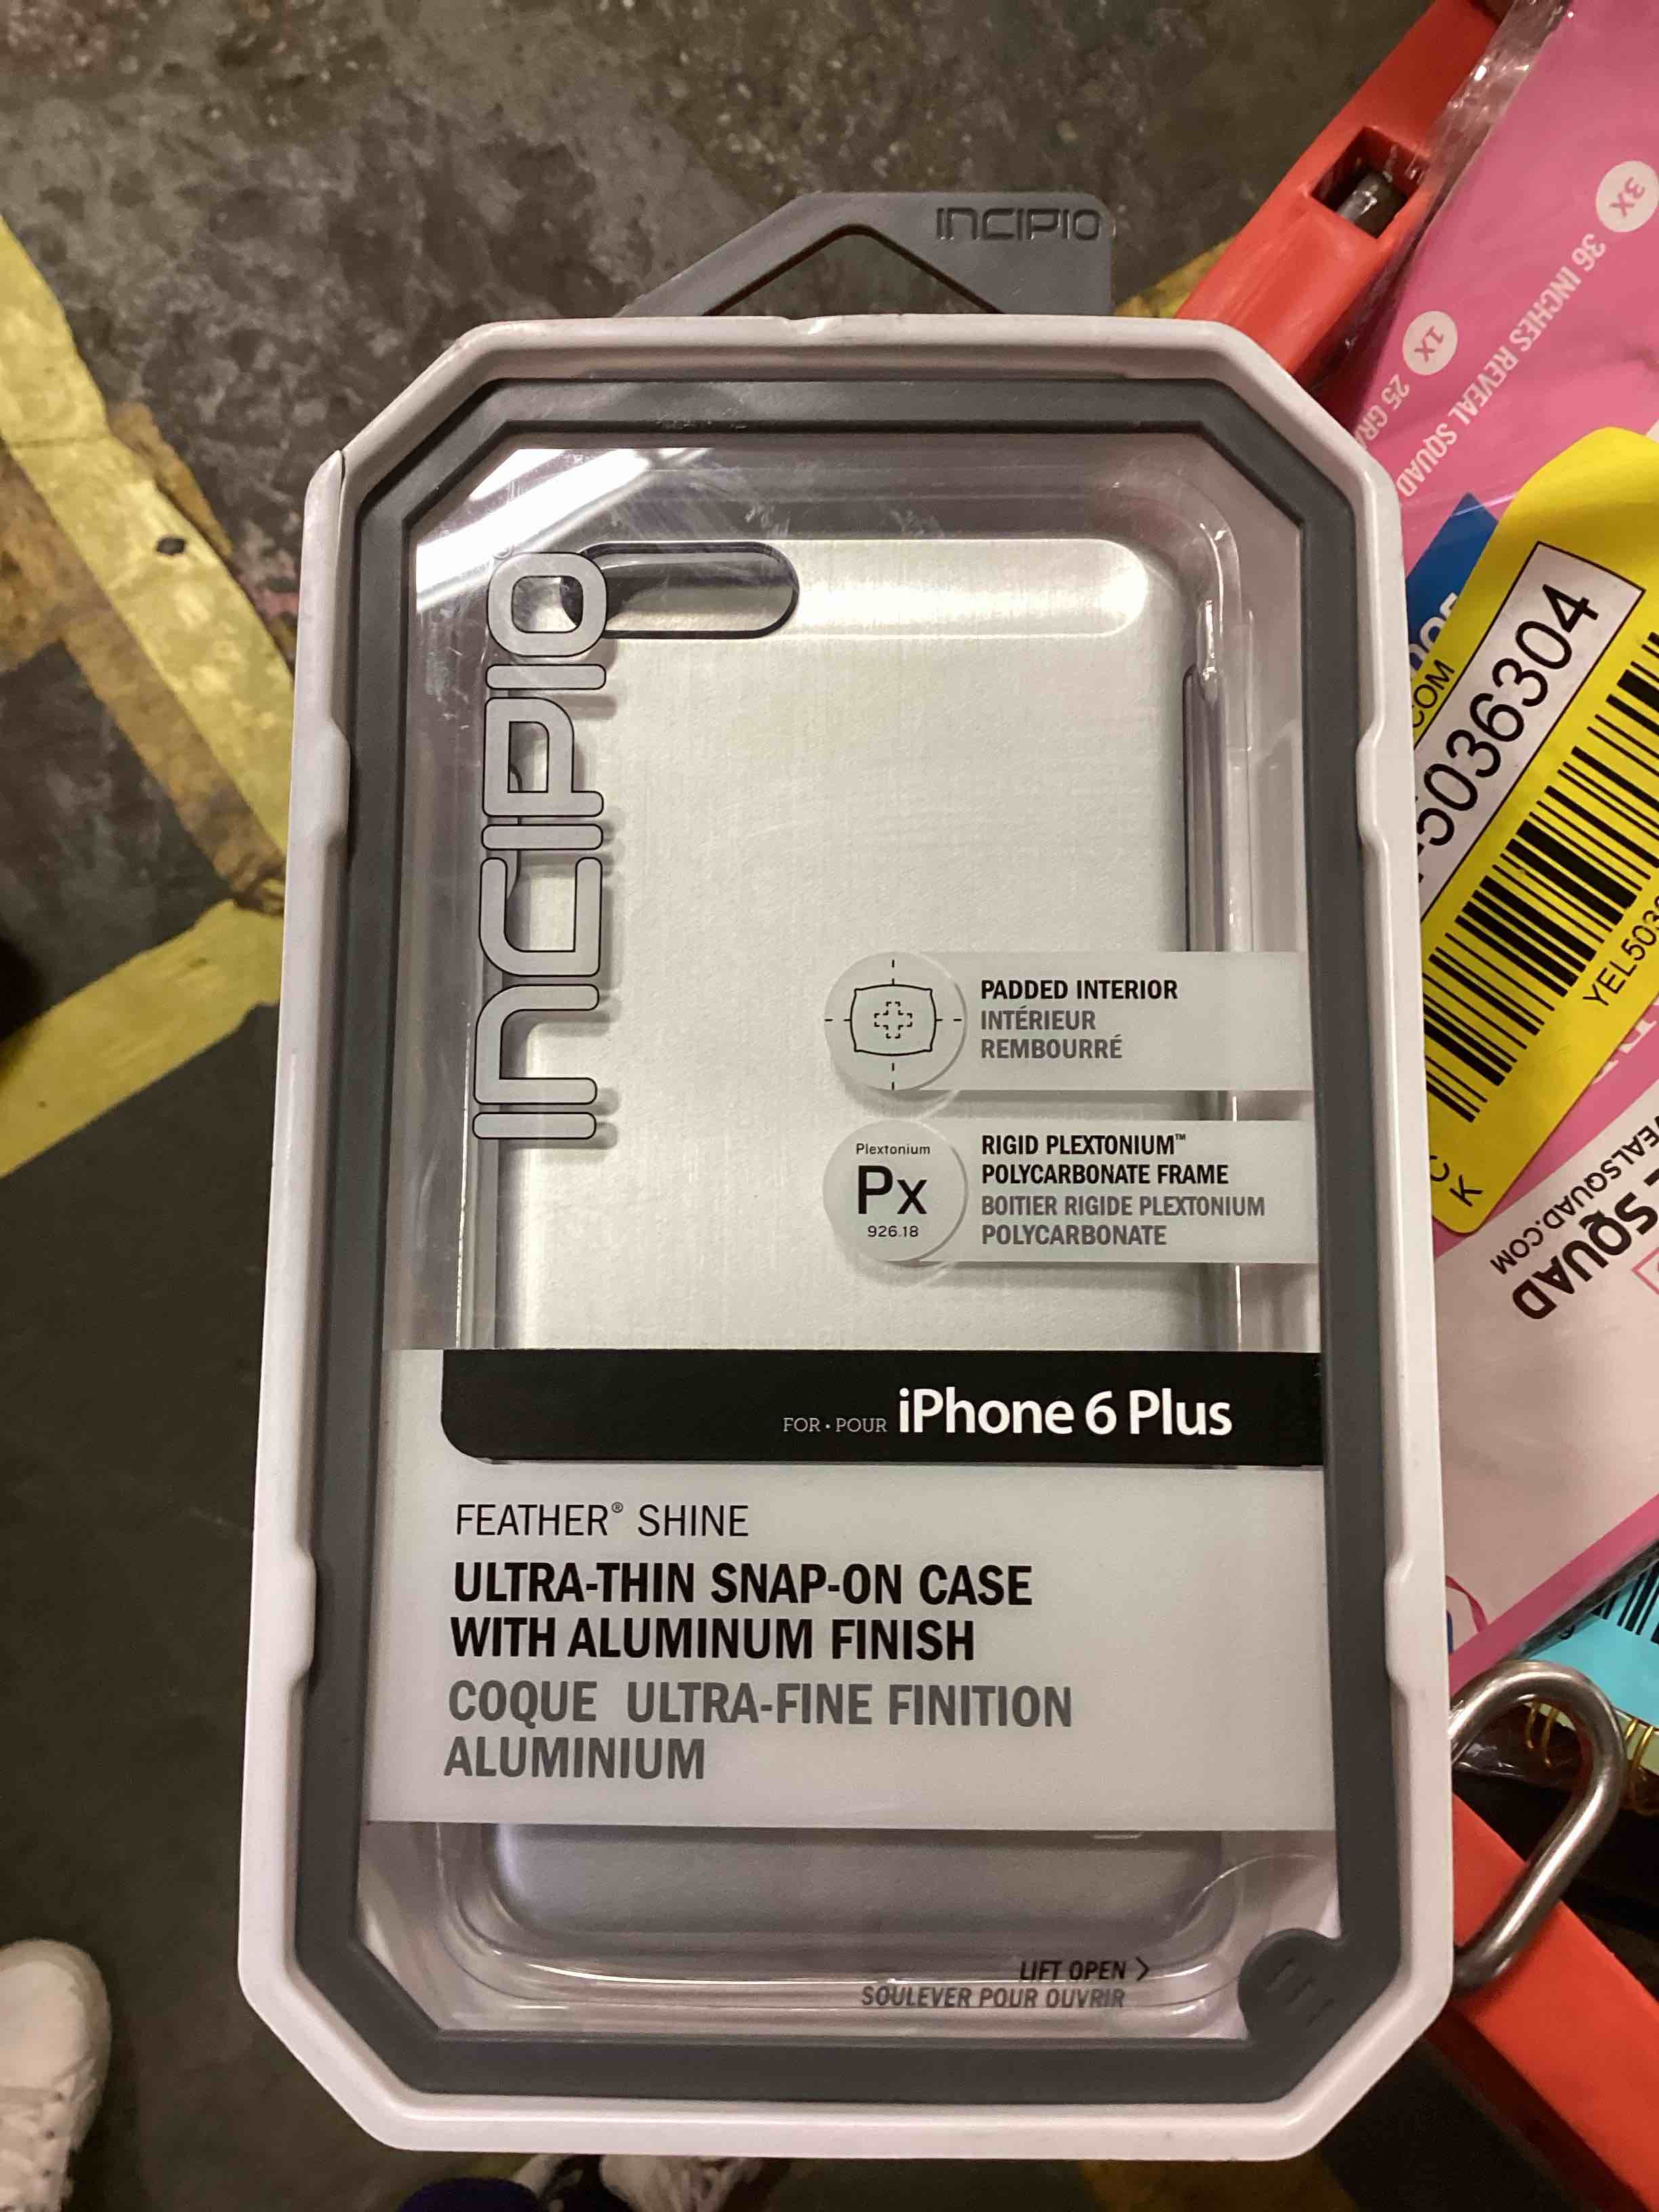 INCIPIO
INCIPIO
PADDED INTERIOR
INTÉRIEUR
REMBOURRÉ
Plextonium
Px
926.18
RIGID PLEXTONIUM™
POLYCARBONATE FRAME
BOITIER RIGIDE PLEXTONIUM
POLYCARBONATE
FOR • POUR iPhone 6 Plus
FEATHER® SHINE
ULTRA-THIN SNAP-ON CASE
WITH ALUMINUM FINISH
COQUE ULTRA-FINE FINITION
ALUMINIUM
LIFT OPEN >
SOULEVER POUR OUVRIR
3X
36 INCHES REVEAL SQUAD
1X
25
COM
5036304
C
K
SQUAD